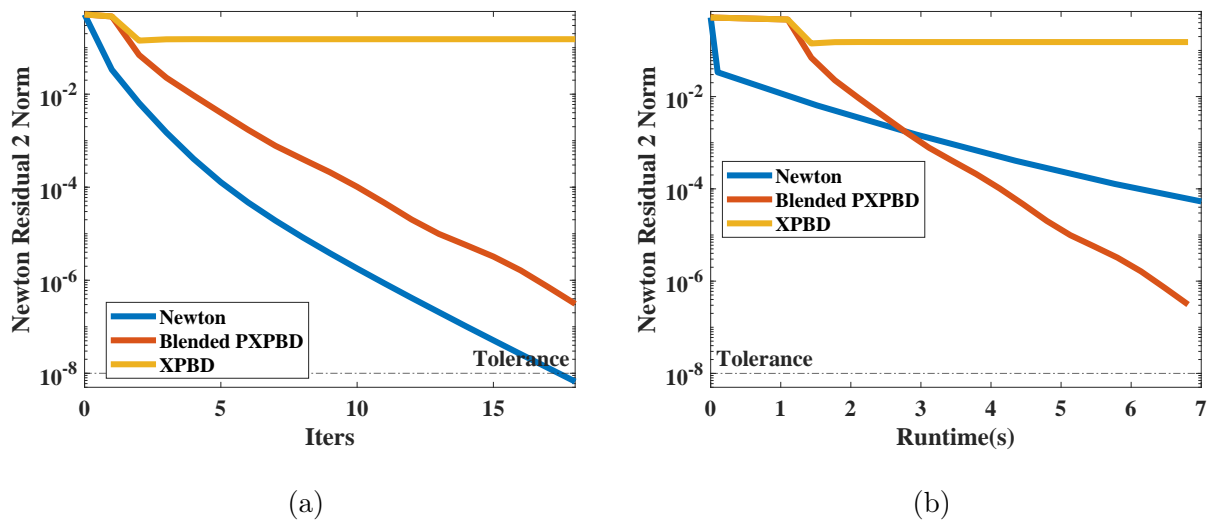 Newton Residual 2 Norm
10^-2
10^-4
10^-6
10^-8
Newton
Blended PXPBD
XPBD
Tolerance
0 5 10 15
Iters
(a)
Newton Residual 2 Norm
10^-2
10^-4
10^-6
10^-8
Newton
Blended PXPBD
XPBD
Tolerance
0 1 2 3 4 5 6 7
Runtime(s)
(b)